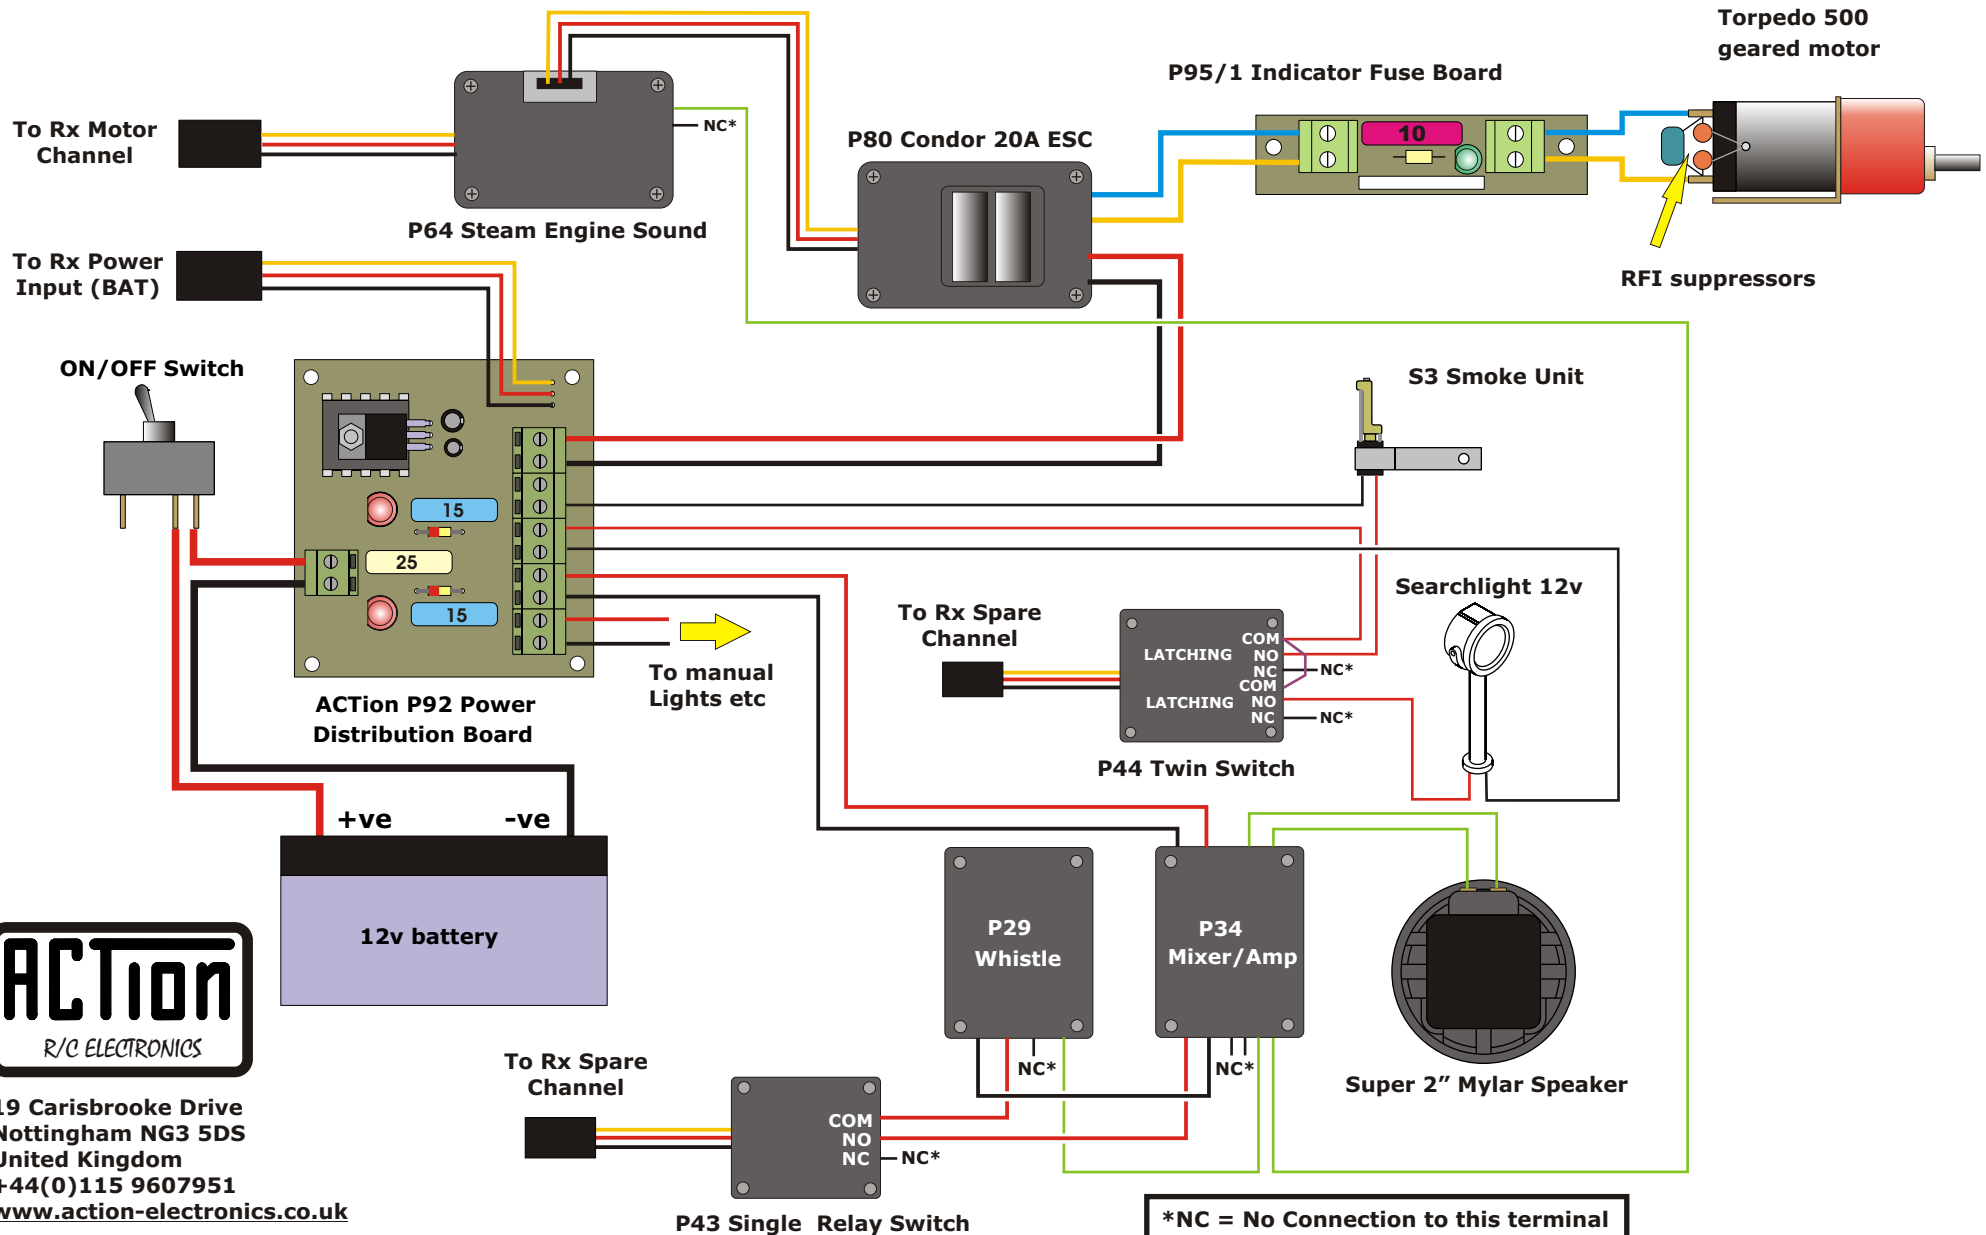 Torpedo 500
geared motor
P95/1 Indicator Fuse Board
To Rx Motor
Channel
NC*
P80 Condor 20A ESC
10
P64 Steam Engine Sound
To Rx Power
Input (BAT)
RFI suppressors
ON/OFF Switch
S3 Smoke Unit
15
25
15
Searchlight 12v
To Rx Spare
Channel
LATCHING
COM
NO
NC
NC*
LATCHING
COM
NO
NC
NC*
To manual
Lights etc
ACTion P92 Power
Distribution Board
P44 Twin Switch
+ve
-ve
12v battery
P29
Whistle
P34
Mixer/Amp
NC*
NC*
Super 2” Mylar Speaker
ACTion
R/C ELECTRONICS
To Rx Spare
Channel
COM
NO
NC
NC*
19 Carisbrooke Drive
Nottingham NG3 5DS
United Kingdom
+44(0)115 9607951
www.action-electronics.co.uk
P43 Single Relay Switch
*NC = No Connection to this terminal